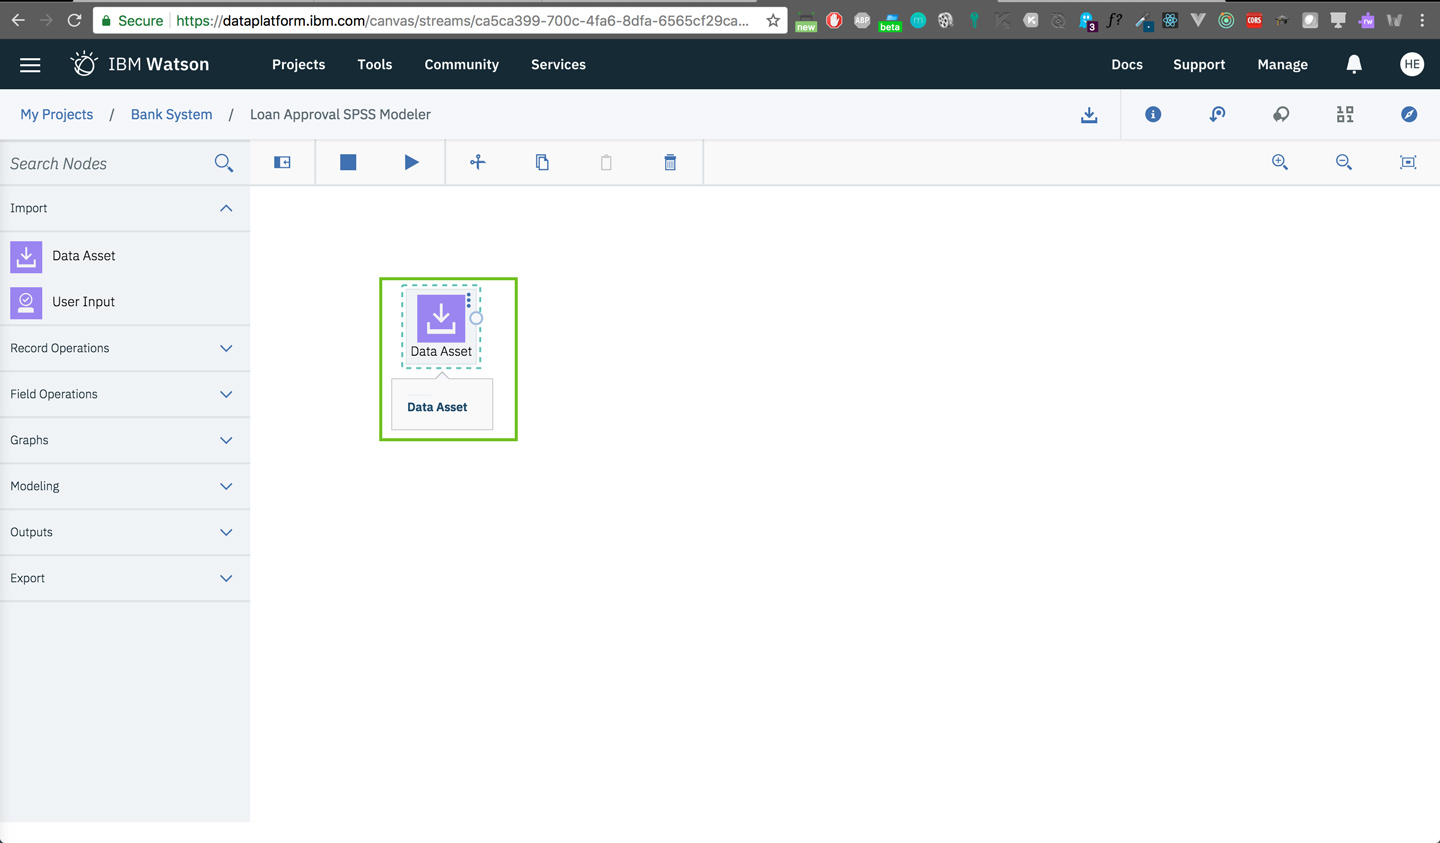 Secure https://dataplatform.ibm.com/canvas/streams/ca5ca399-700c-4fa6-8dfa-6565cf29ca...
new ABP beta m K 3 f? CORS rw
IBM Watson Projects Tools Community Services Docs Support Manage HE
My Projects / Bank System / Loan Approval SPSS Modeler
Search Nodes
Import
Data Asset
User Input
Record Operations
Field Operations
Graphs
Modeling
Outputs
Export
Data Asset
Data Asset